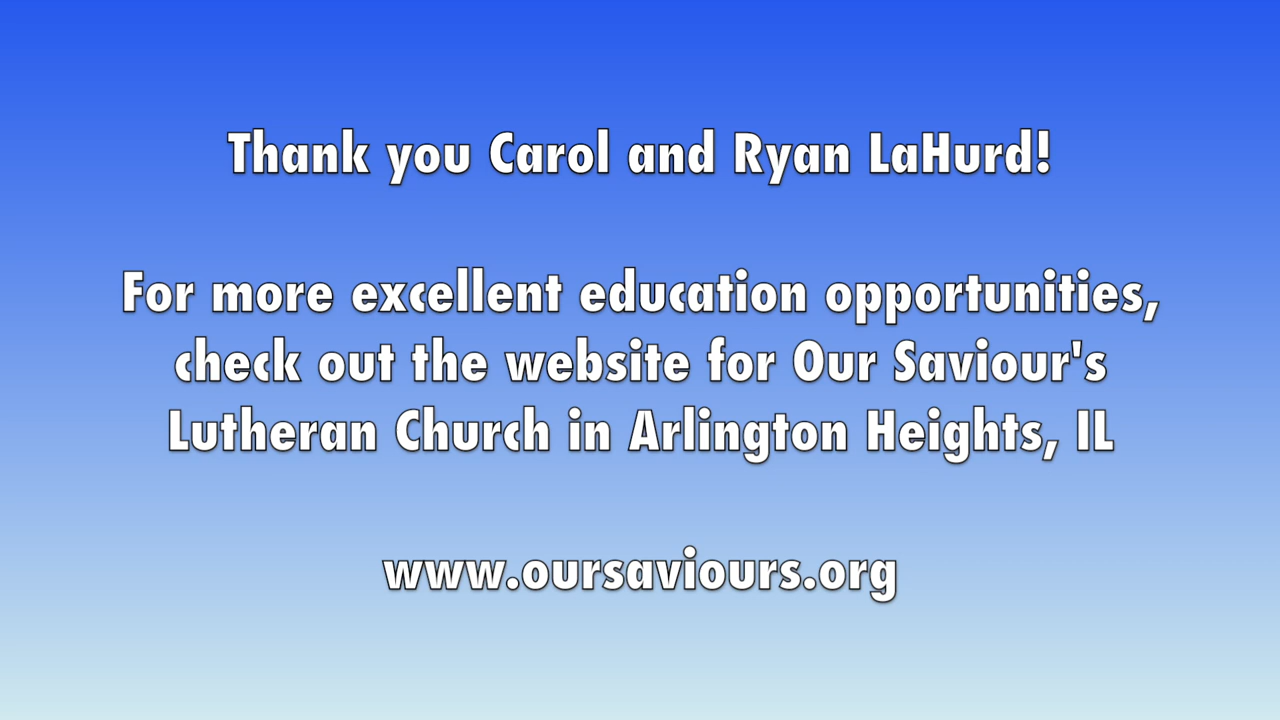 Thank you Carol and Ryan LaHurd!
For more excellent education opportunities,
check out the website for Our Saviour's
Lutheran Church in Arlington Heights, IL
www.oursaviours.org